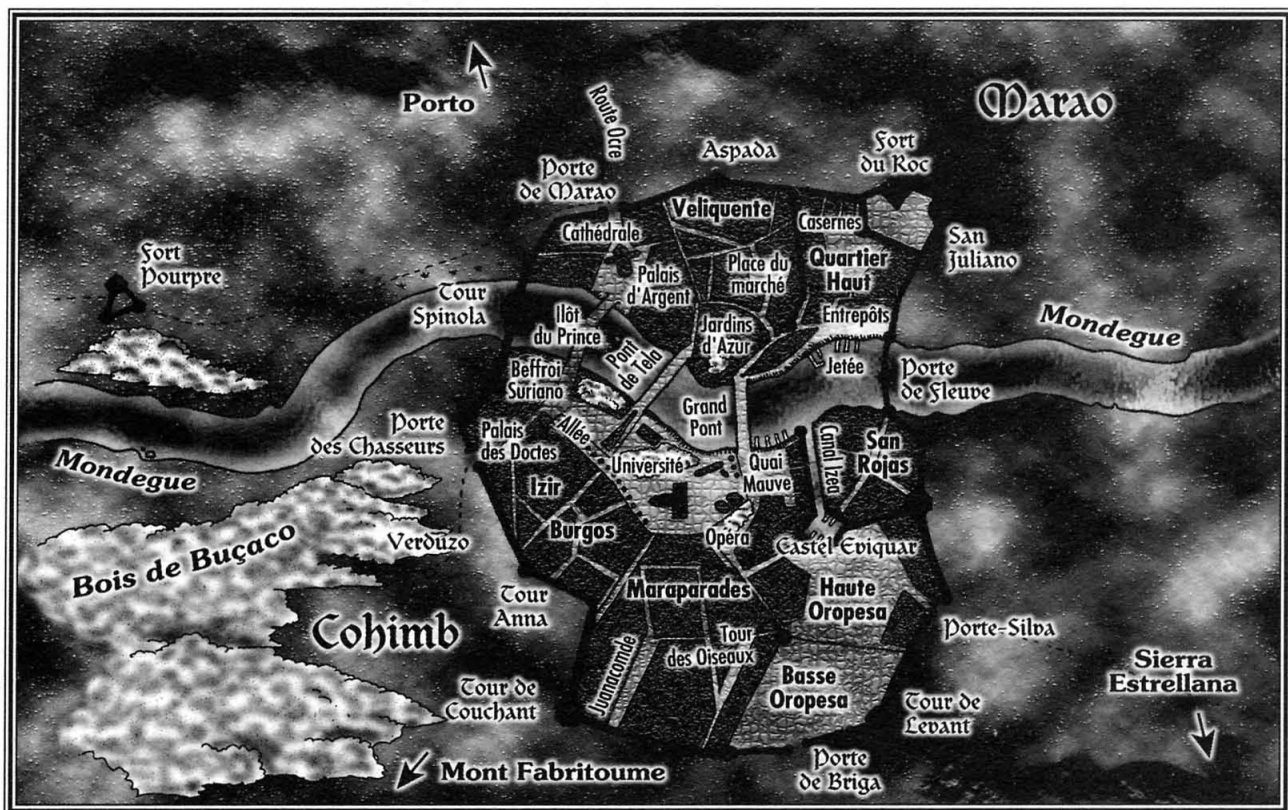 Porto
Marao
Route Ocre
Aspada
Fort
du Roc
Porte
de Marao
Veliquente
Casernes
Cathédrale
San
Juliano
Fort
Pourpre
Quartier
Haut
Place du
marché
Palais
d'Argent
Tour
Spinola
Ilôt
du Prince
Entrepôts
Mondegue
Jardins
d'Azur
Pont
de Tela
Beffroi
Suriano
Jetée
Porte
de Fleuve
Grand
Pont
Porte
des Chasseurs
Allée
Palais
des Doctes
Canal Izea
San
Rojas
Mondegue
Université
Quai
Mauve
Izir
Burgos
Opéra
Verduzo
Castel Eviquar
Bois de Buçaco
Maraparades
Haute
Oropesa
Tour
Anna
Cohimb
Porte-Silva
Tour
des Oiseaux
Juanacornde
Basse
Oropesa
Sierra
Estrellana
Tour de
Couchant
Tour de
Levant
Mont Fabritoume
Porte
de Briga